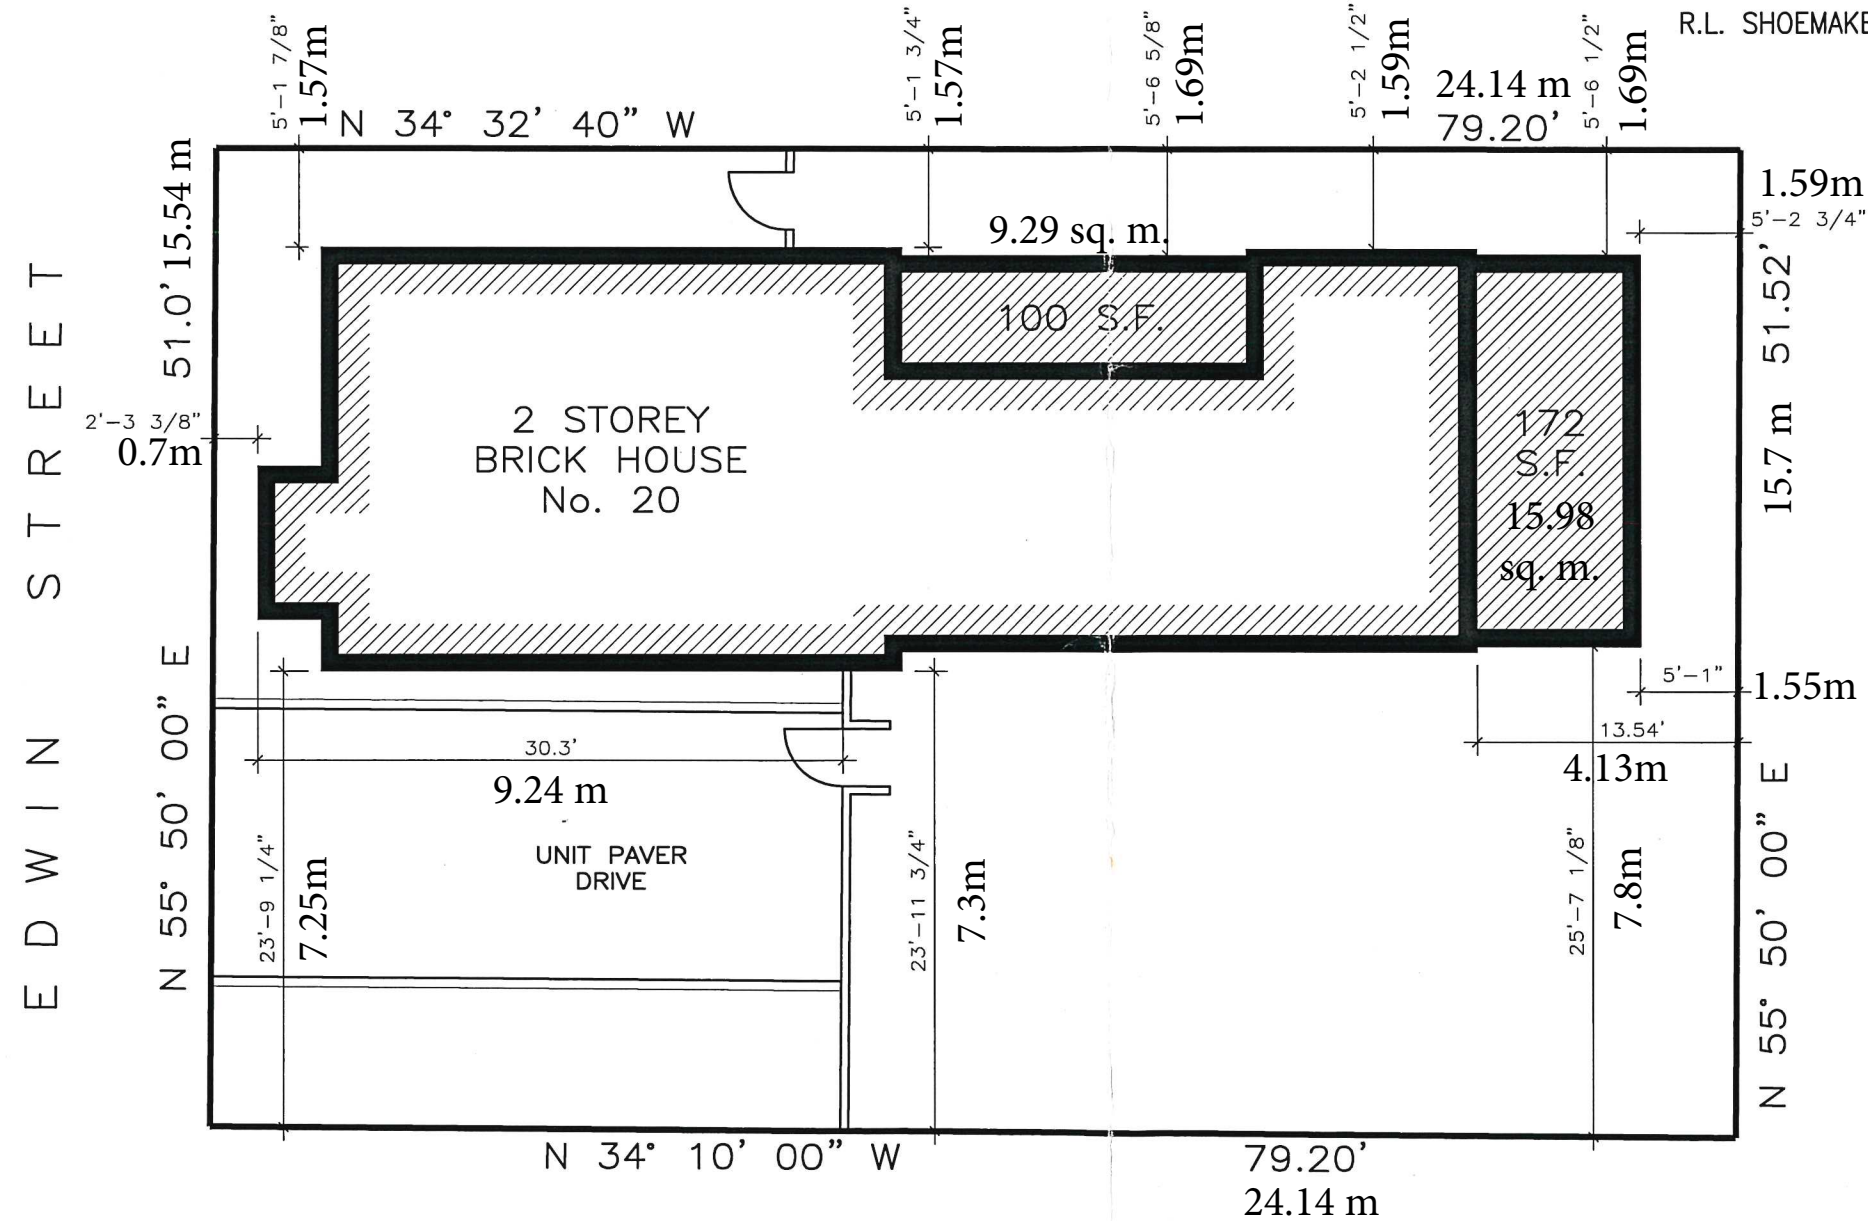 R.L. SHOEMAKE
5'-1 7/8"
1.57m
5'-1 3/4"
1.57m
5'-6 5/8"
1.69m
5'-2 1/2"
1.59m
5'-6 1/2"
1.69m
N 34° 32' 40" W
24.14 m
79.20'
51.0' 15.54 m
1.59m
5'-2 3/4"
9.29 sq. m.
100 S.F.
15.7 m 51.52'
2'-3 3/8"
0.7m
2 STOREY
BRICK HOUSE
No. 20
172
S.F.
15.98
sq. m.
EDWIN STREET
N 55° 50' 00" E
5'-1"
1.55m
13.54'
4.13m
30.3'
9.24 m
UNIT PAVER
DRIVE
23'-9 1/4"
7.25m
23'-11 3/4"
7.3m
25'-7 1/8"
7.8m
N 55° 50' 00" E
N 34° 10' 00" W
79.20'
24.14 m